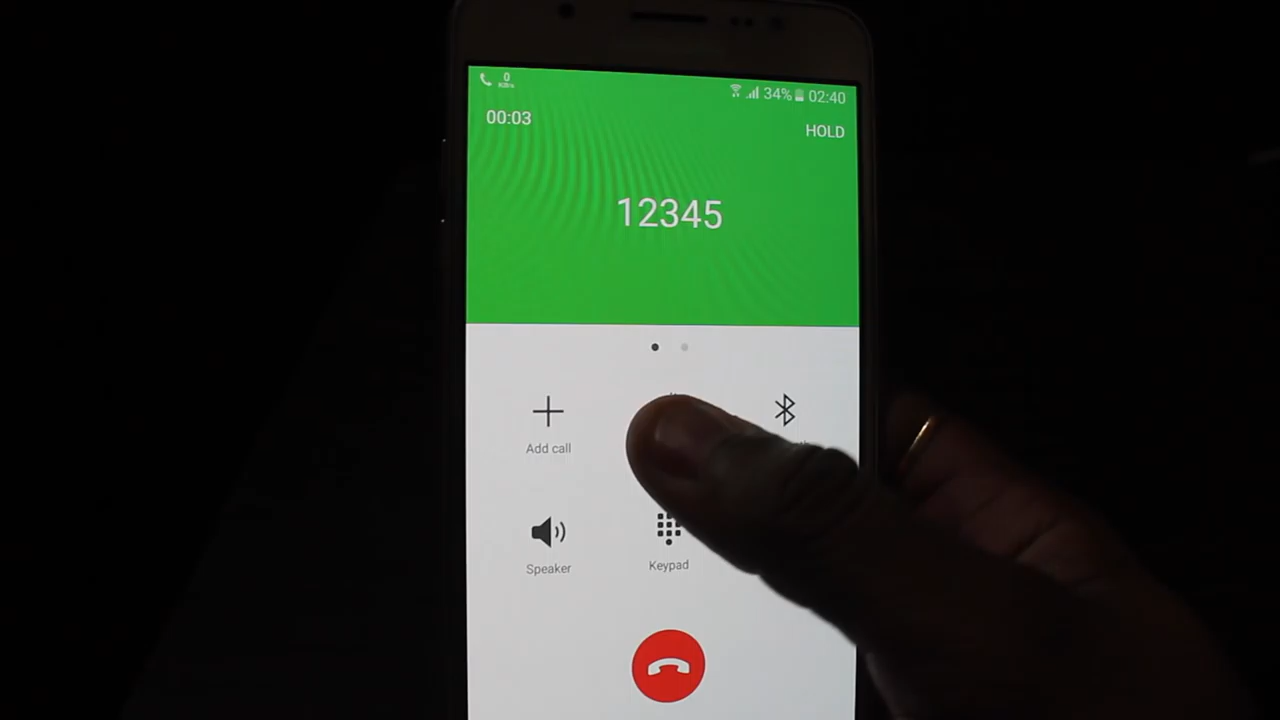 0
34% 02:40
00:03
HOLD
12345
Add call
Speaker
Keypad